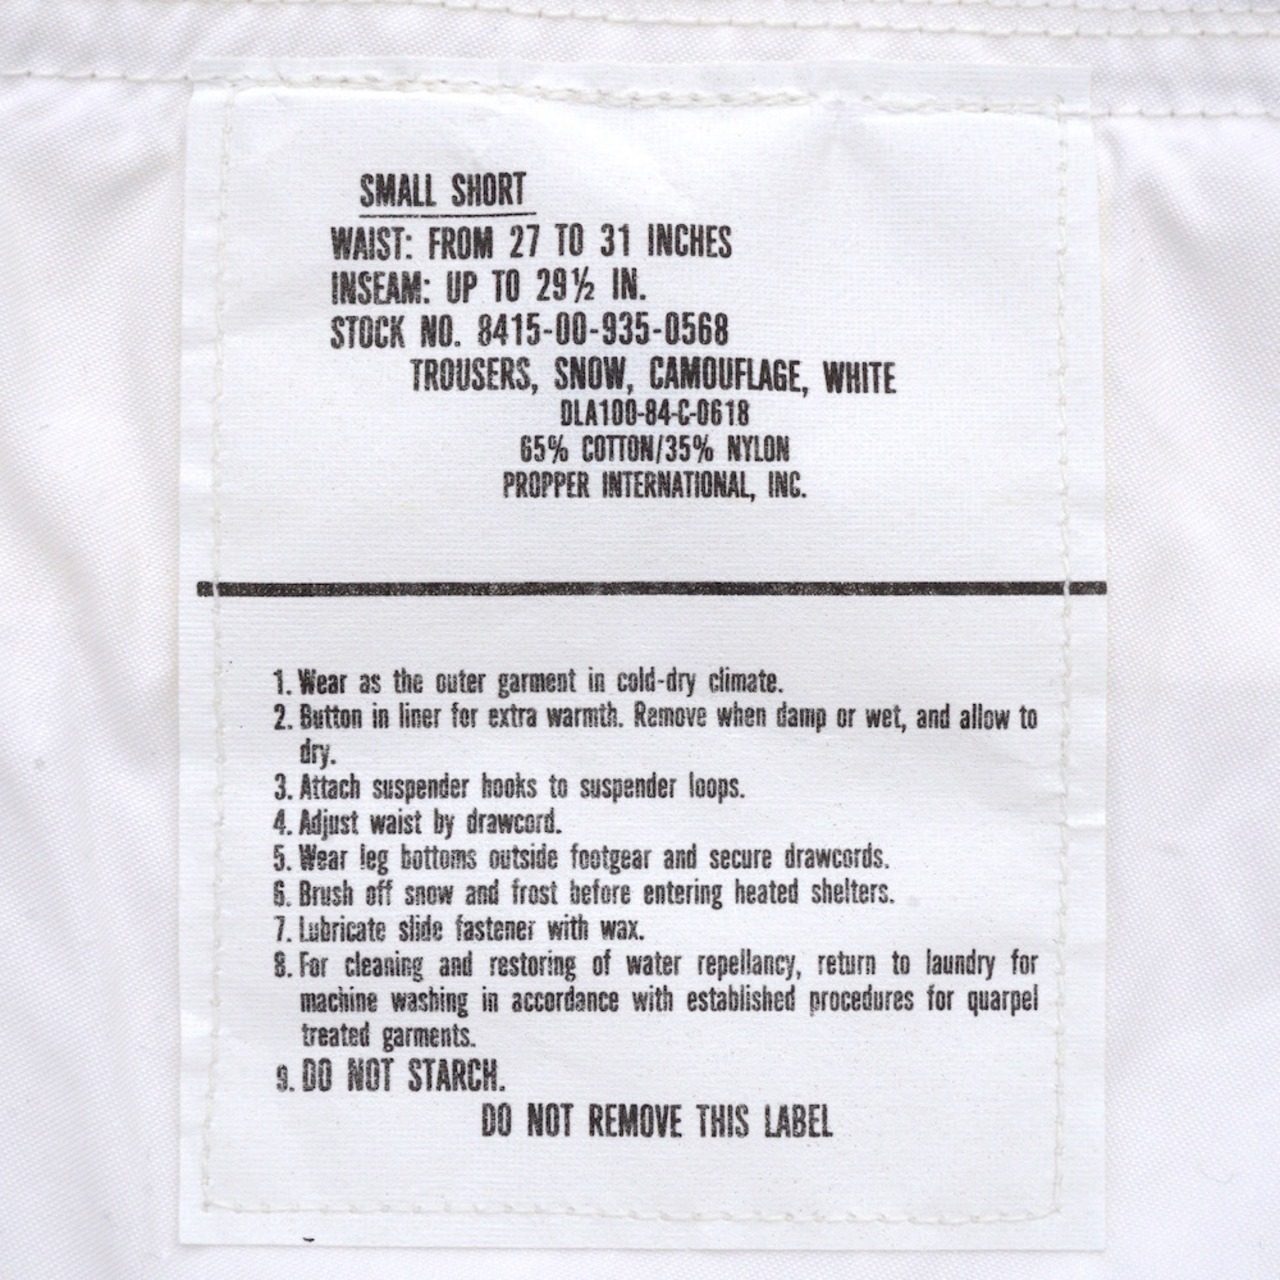 SMALL SHORT
WAIST: FROM 27 TO 31 INCHES
INSEAM: UP TO 29½ IN.
STOCK NO. 8415-00-935-0568
TROUSERS, SNOW, CAMOUFLAGE, WHITE
DLA100-84-C-0618
65% COTTON/35% NYLON
PROPPER INTERNATIONAL, INC.
1. Wear as the outer garment in cold-dry climate.
2. Button in liner for extra warmth. Remove when damp or wet, and allow to
dry.
3. Attach suspender hooks to suspender loops.
4. Adjust waist by drawcord.
5. Wear leg bottoms outside footgear and secure drawcords.
6. Brush off snow and frost before entering heated shelters.
7. Lubricate slide fastener with wax.
8. For cleaning and restoring of water repellancy, return to laundry for
machine washing in accordance with established procedures for quarpel
treated garments.
9. DO NOT STARCH.
DO NOT REMOVE THIS LABEL